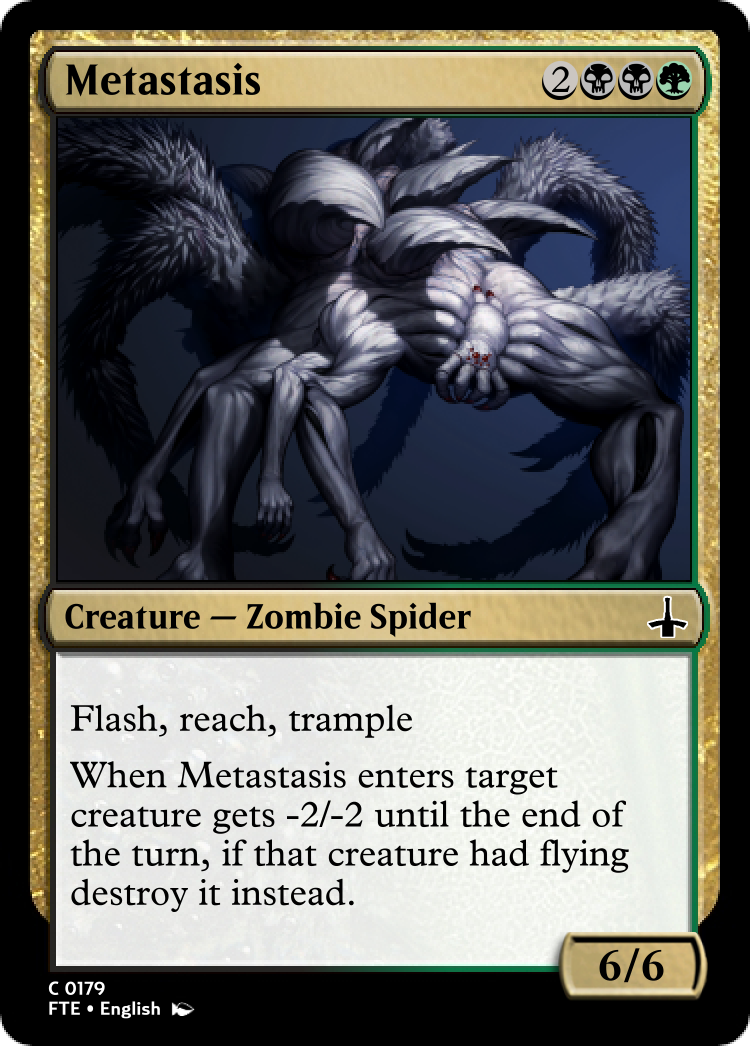 Metastasis 2
Creature — Zombie Spider
Flash, reach, trample
When Metastasis enters target
creature gets -2/-2 until the end of
the turn, if that creature had flying
destroy it instead.
6/6
C 0179
FTE • English